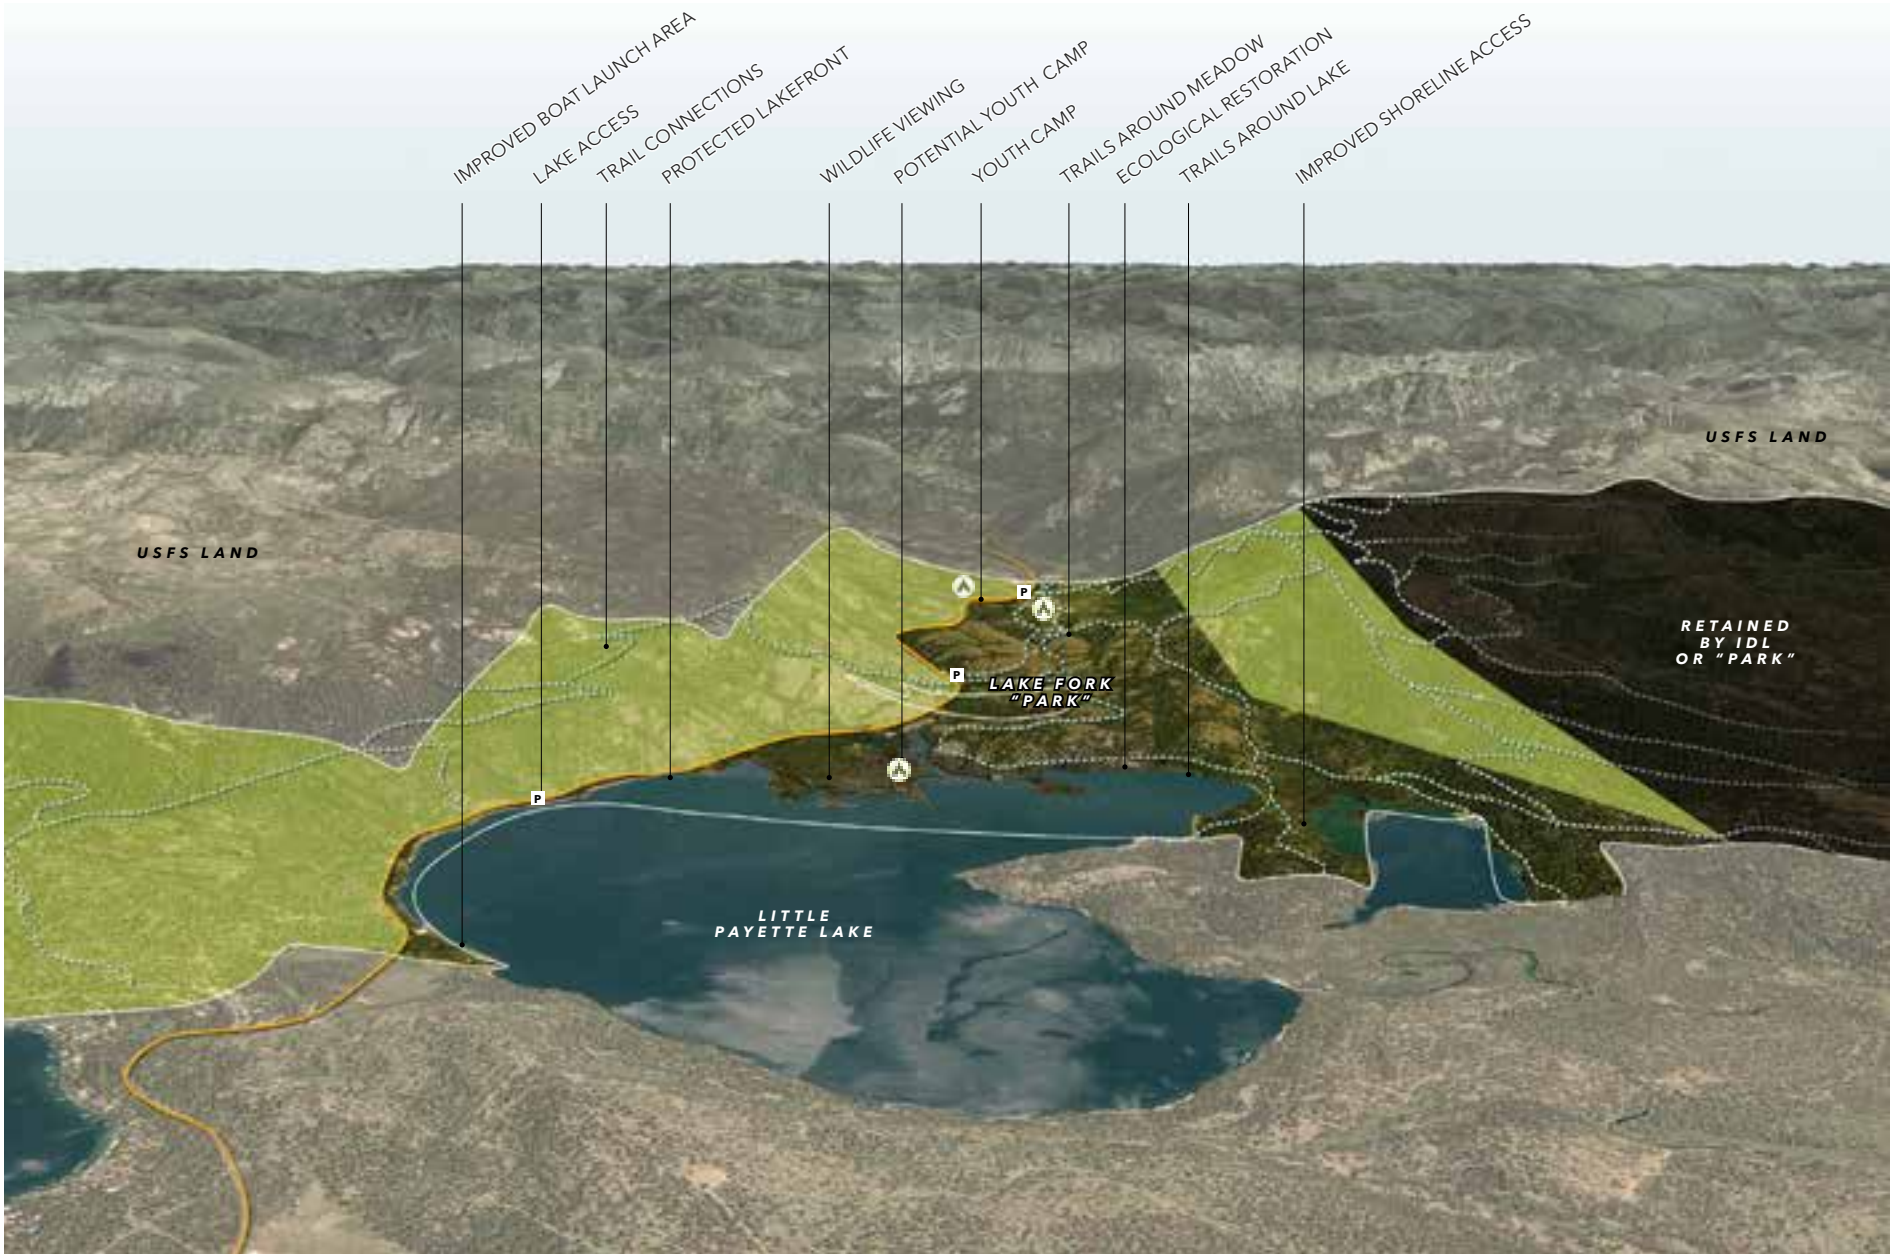 IMPROVED BOAT LAUNCH AREA
LAKE ACCESS
TRAIL CONNECTIONS
PROTECTED LAKEFRONT
WILDLIFE VIEWING
POTENTIAL YOUTH CAMP
YOUTH CAMP
TRAILS AROUND MEADOW
ECOLOGICAL RESTORATION
TRAILS AROUND LAKE
IMPROVED SHORELINE ACCESS
USFS LAND
USFS LAND
P
RETAINED
BY IDL
OR "PARK"
P
LAKE FORK
"PARK"
P
LITTLE
PAYETTE LAKE